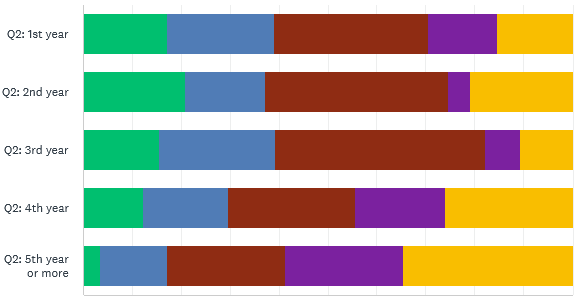 Q2: 1st year
Q2: 2nd year
Q2: 3rd year
Q2: 4th year
Q2: 5th year
or more